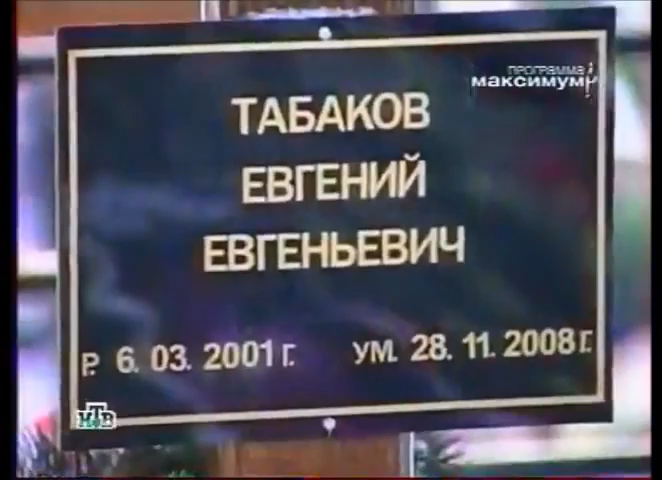 ПРОГРАММА
максимум
ТАБАКОВ
ЕВГЕНИЙ
ЕВГЕНЬЕВИЧ
Р. 6. 03. 2001 Г. УМ. 28. 11. 2008 Г.
НТВ